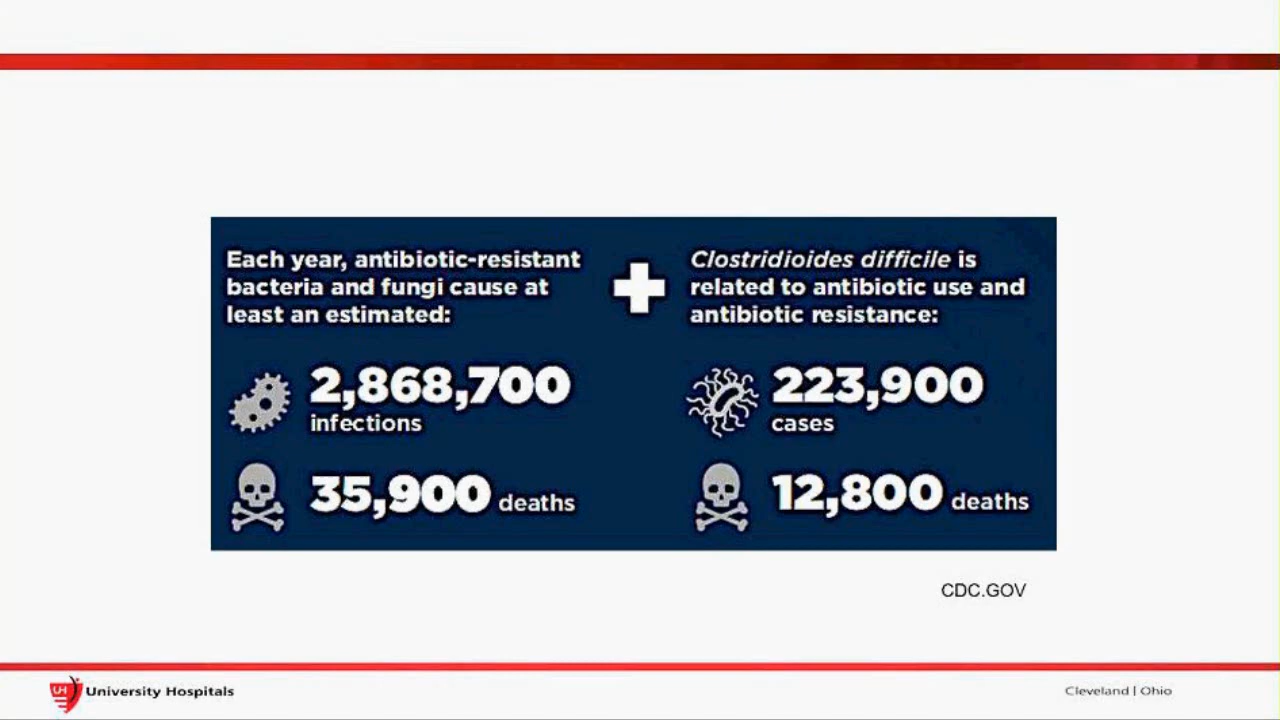 Each year, antibiotic-resistant
bacteria and fungi cause at
least an estimated:
2,868,700
infections
35,900 deaths
Clostridioides difficile is
related to antibiotic use and
antibiotic resistance:
223,900
cases
12,800 deaths
CDC.GOV
UH University Hospitals
Cleveland | Ohio